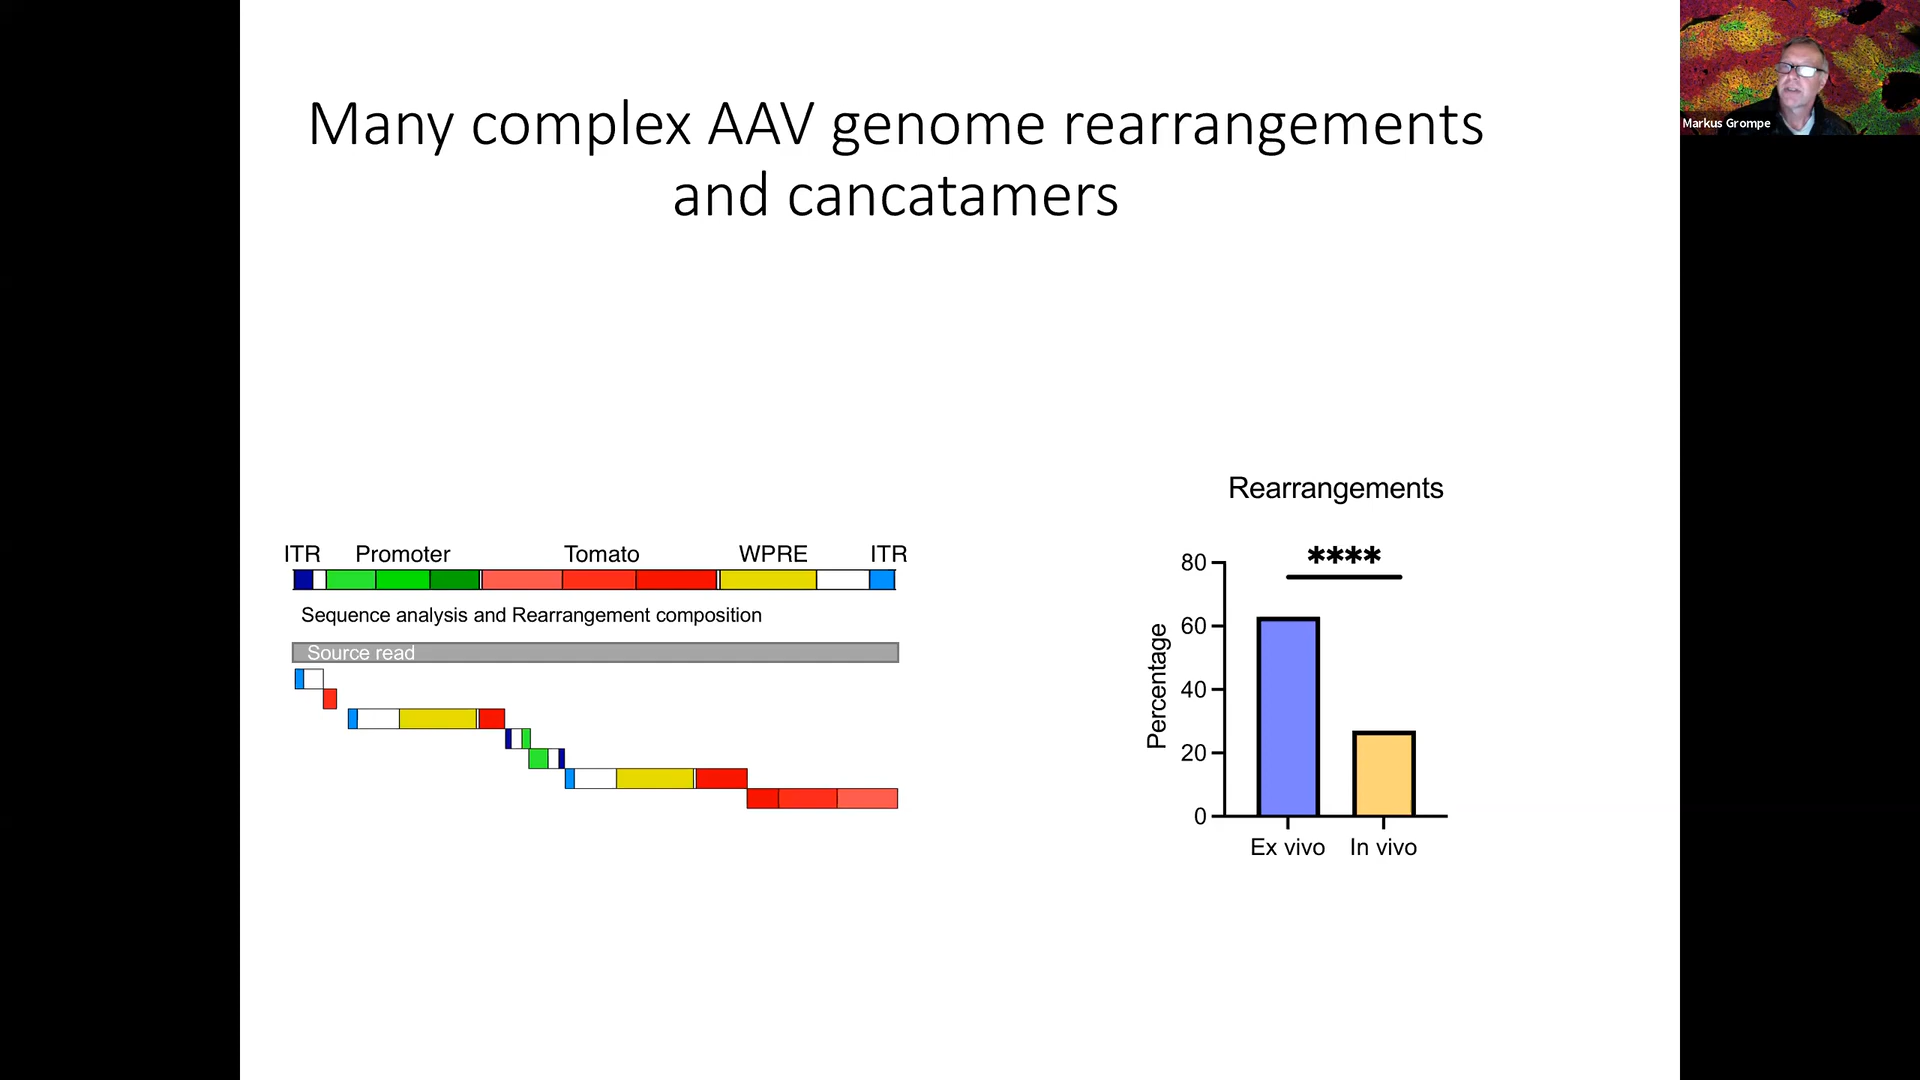 Many complex AAV genome rearrangements
and cancatamers
Markus Grompe
ITR Promoter Tomato WPRE ITR
Sequence analysis and Rearrangement composition
Source read
Rearrangements
****
Percentage
80
60
40
20
0
Ex vivo In vivo